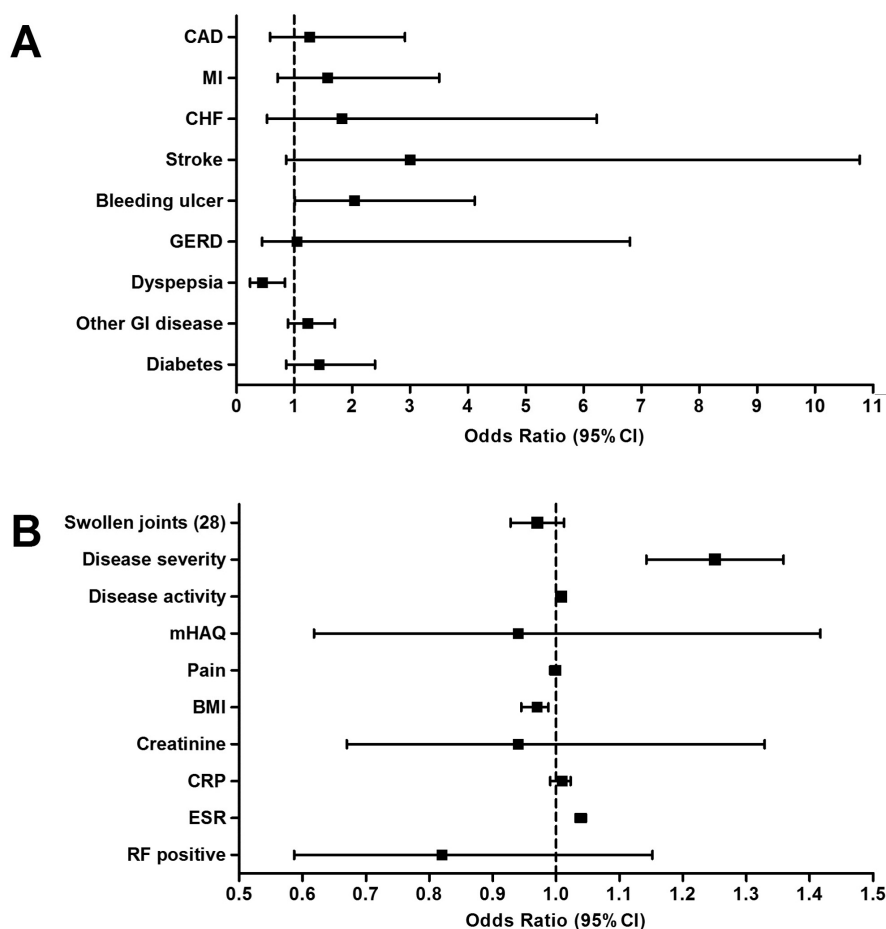 A
CAD
MI
CHF
Stroke
Bleeding ulcer
GERD
Dyspepsia
Other GI disease
Diabetes
0 1 2 3 4 5 6 7 8 9 10 11
Odds Ratio (95% CI)
B
Swollen joints (28)
Disease severity
Disease activity
mHAQ
Pain
BMI
Creatinine
CRP
ESR
RF positive
0.5 0.6 0.7 0.8 0.9 1.0 1.1 1.2 1.3 1.4 1.5
Odds Ratio (95% CI)